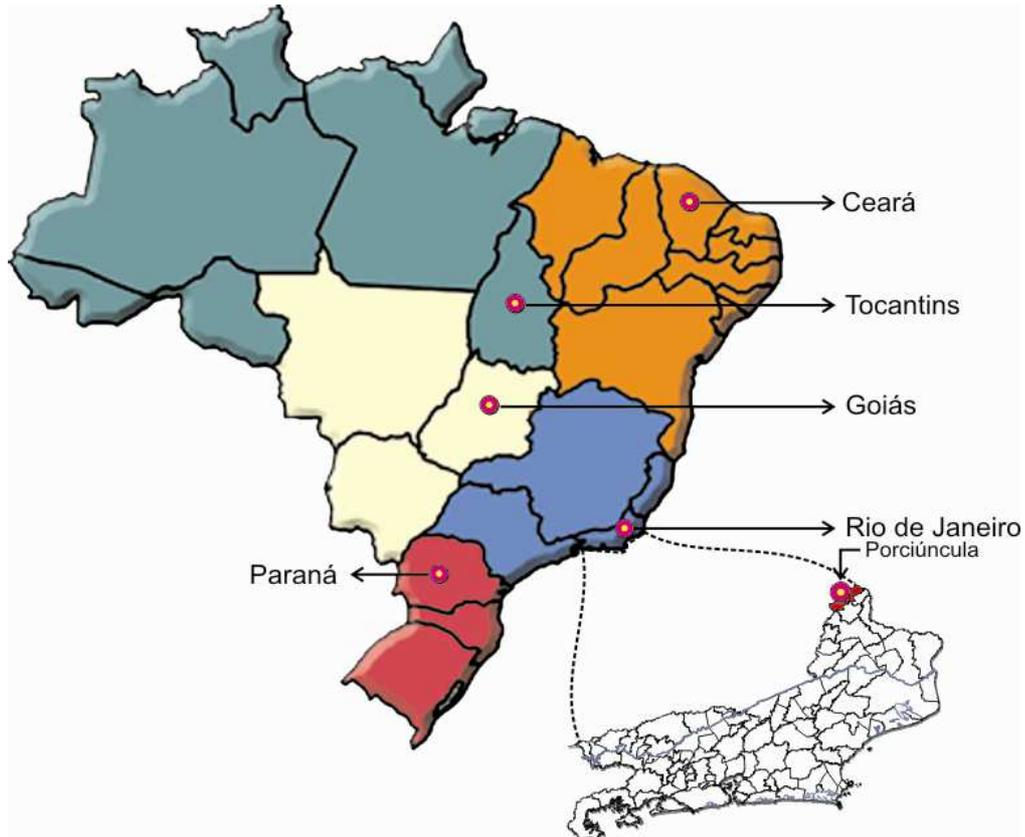 Ceará
Tocantins
Goiás
Rio de Janeiro
Porciúncula
Paraná